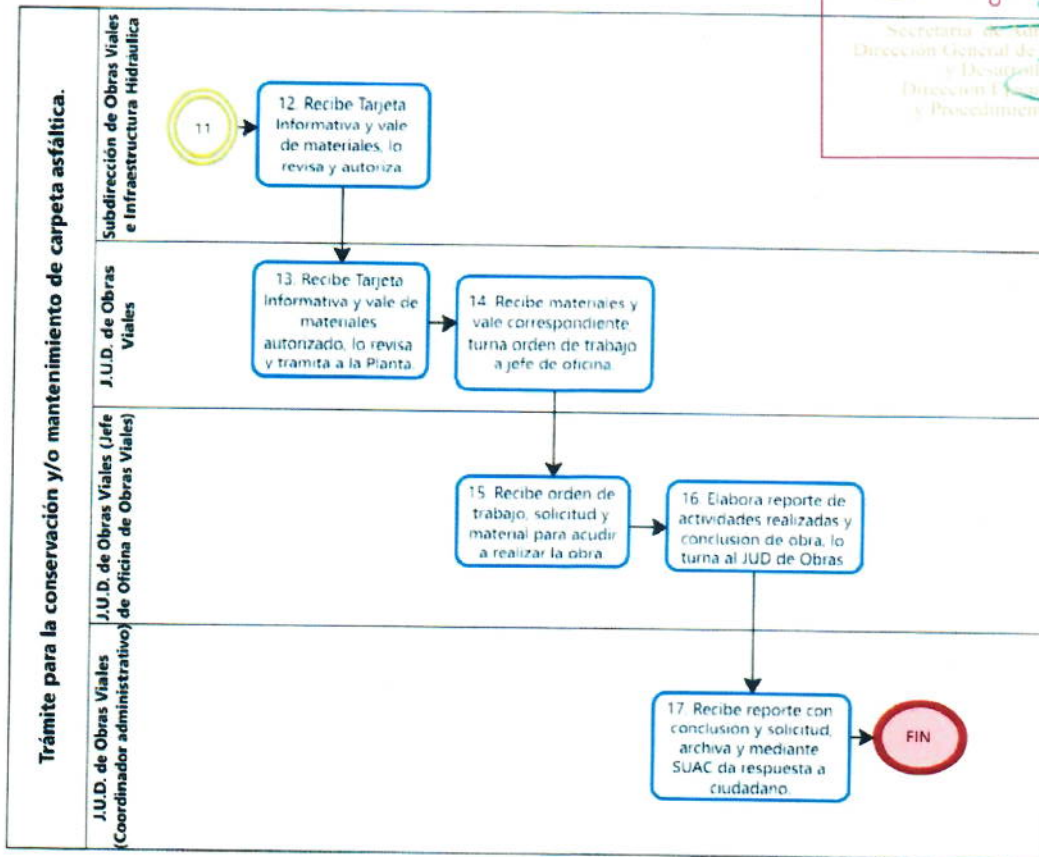 Trámite para la conservación y/o mantenimiento de carpeta asfáltica.
Subdirección de Obras Viales
e Infraestructura Hidráulica
11
12. Recibe Tarjeta
Informativa y vale
de materiales, lo
revisa y autoriza
J.U.D. de Obras
Viales
13. Recibe Tarjeta
Informativa y vale de
materiales
autorizado, lo revisa
y tramita a la Planta.
14. Recibe materiales y
vale correspondiente
turna orden de trabajo
a jefe de oficina.
J.U.D. de Obras Viales (Jefe
de Oficina de Obras Viales)
15. Recibe orden de
trabajo, solicitud y
material para acudir
a realizar la obra
16. Elabora reporte de
actividades realizadas y
conclusion de obra, lo
turna al JUD de Obras
J.U.D. de Obras Viales
(Coordinador administrativo)
17. Recibe reporte con
conclusion y solicitud,
archiva y mediante
SUAC da respuesta a
ciudadano.
FIN
Secretaría de
Dirección General de
y Desarroll
Dirección
y Procedimien